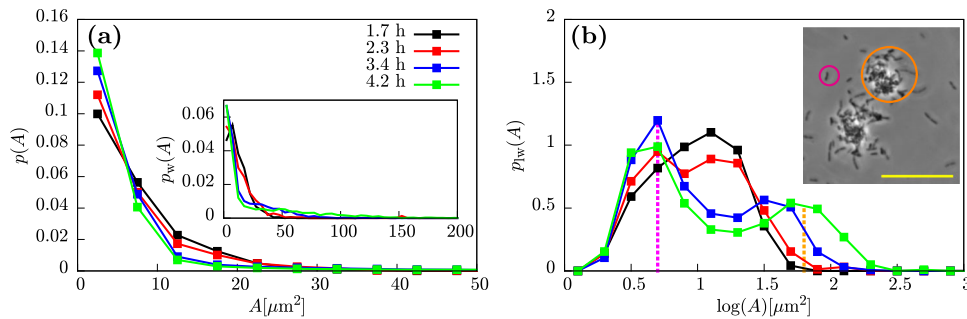 (a)
1.7 h
2.3 h
3.4 h
4.2 h
p(A)
0.16
0.14
0.12
0.1
0.08
0.06
0.04
0.02
0
0 10 20 30 40 50
A[μm²]
p_w(A)
0.06
0.04
0.02
0
0 50 100 150 200
(b)
p_lw(A)
2
1.5
1
0.5
0
0 0.5 1 1.5 2 2.5 3
log(A)[μm²]